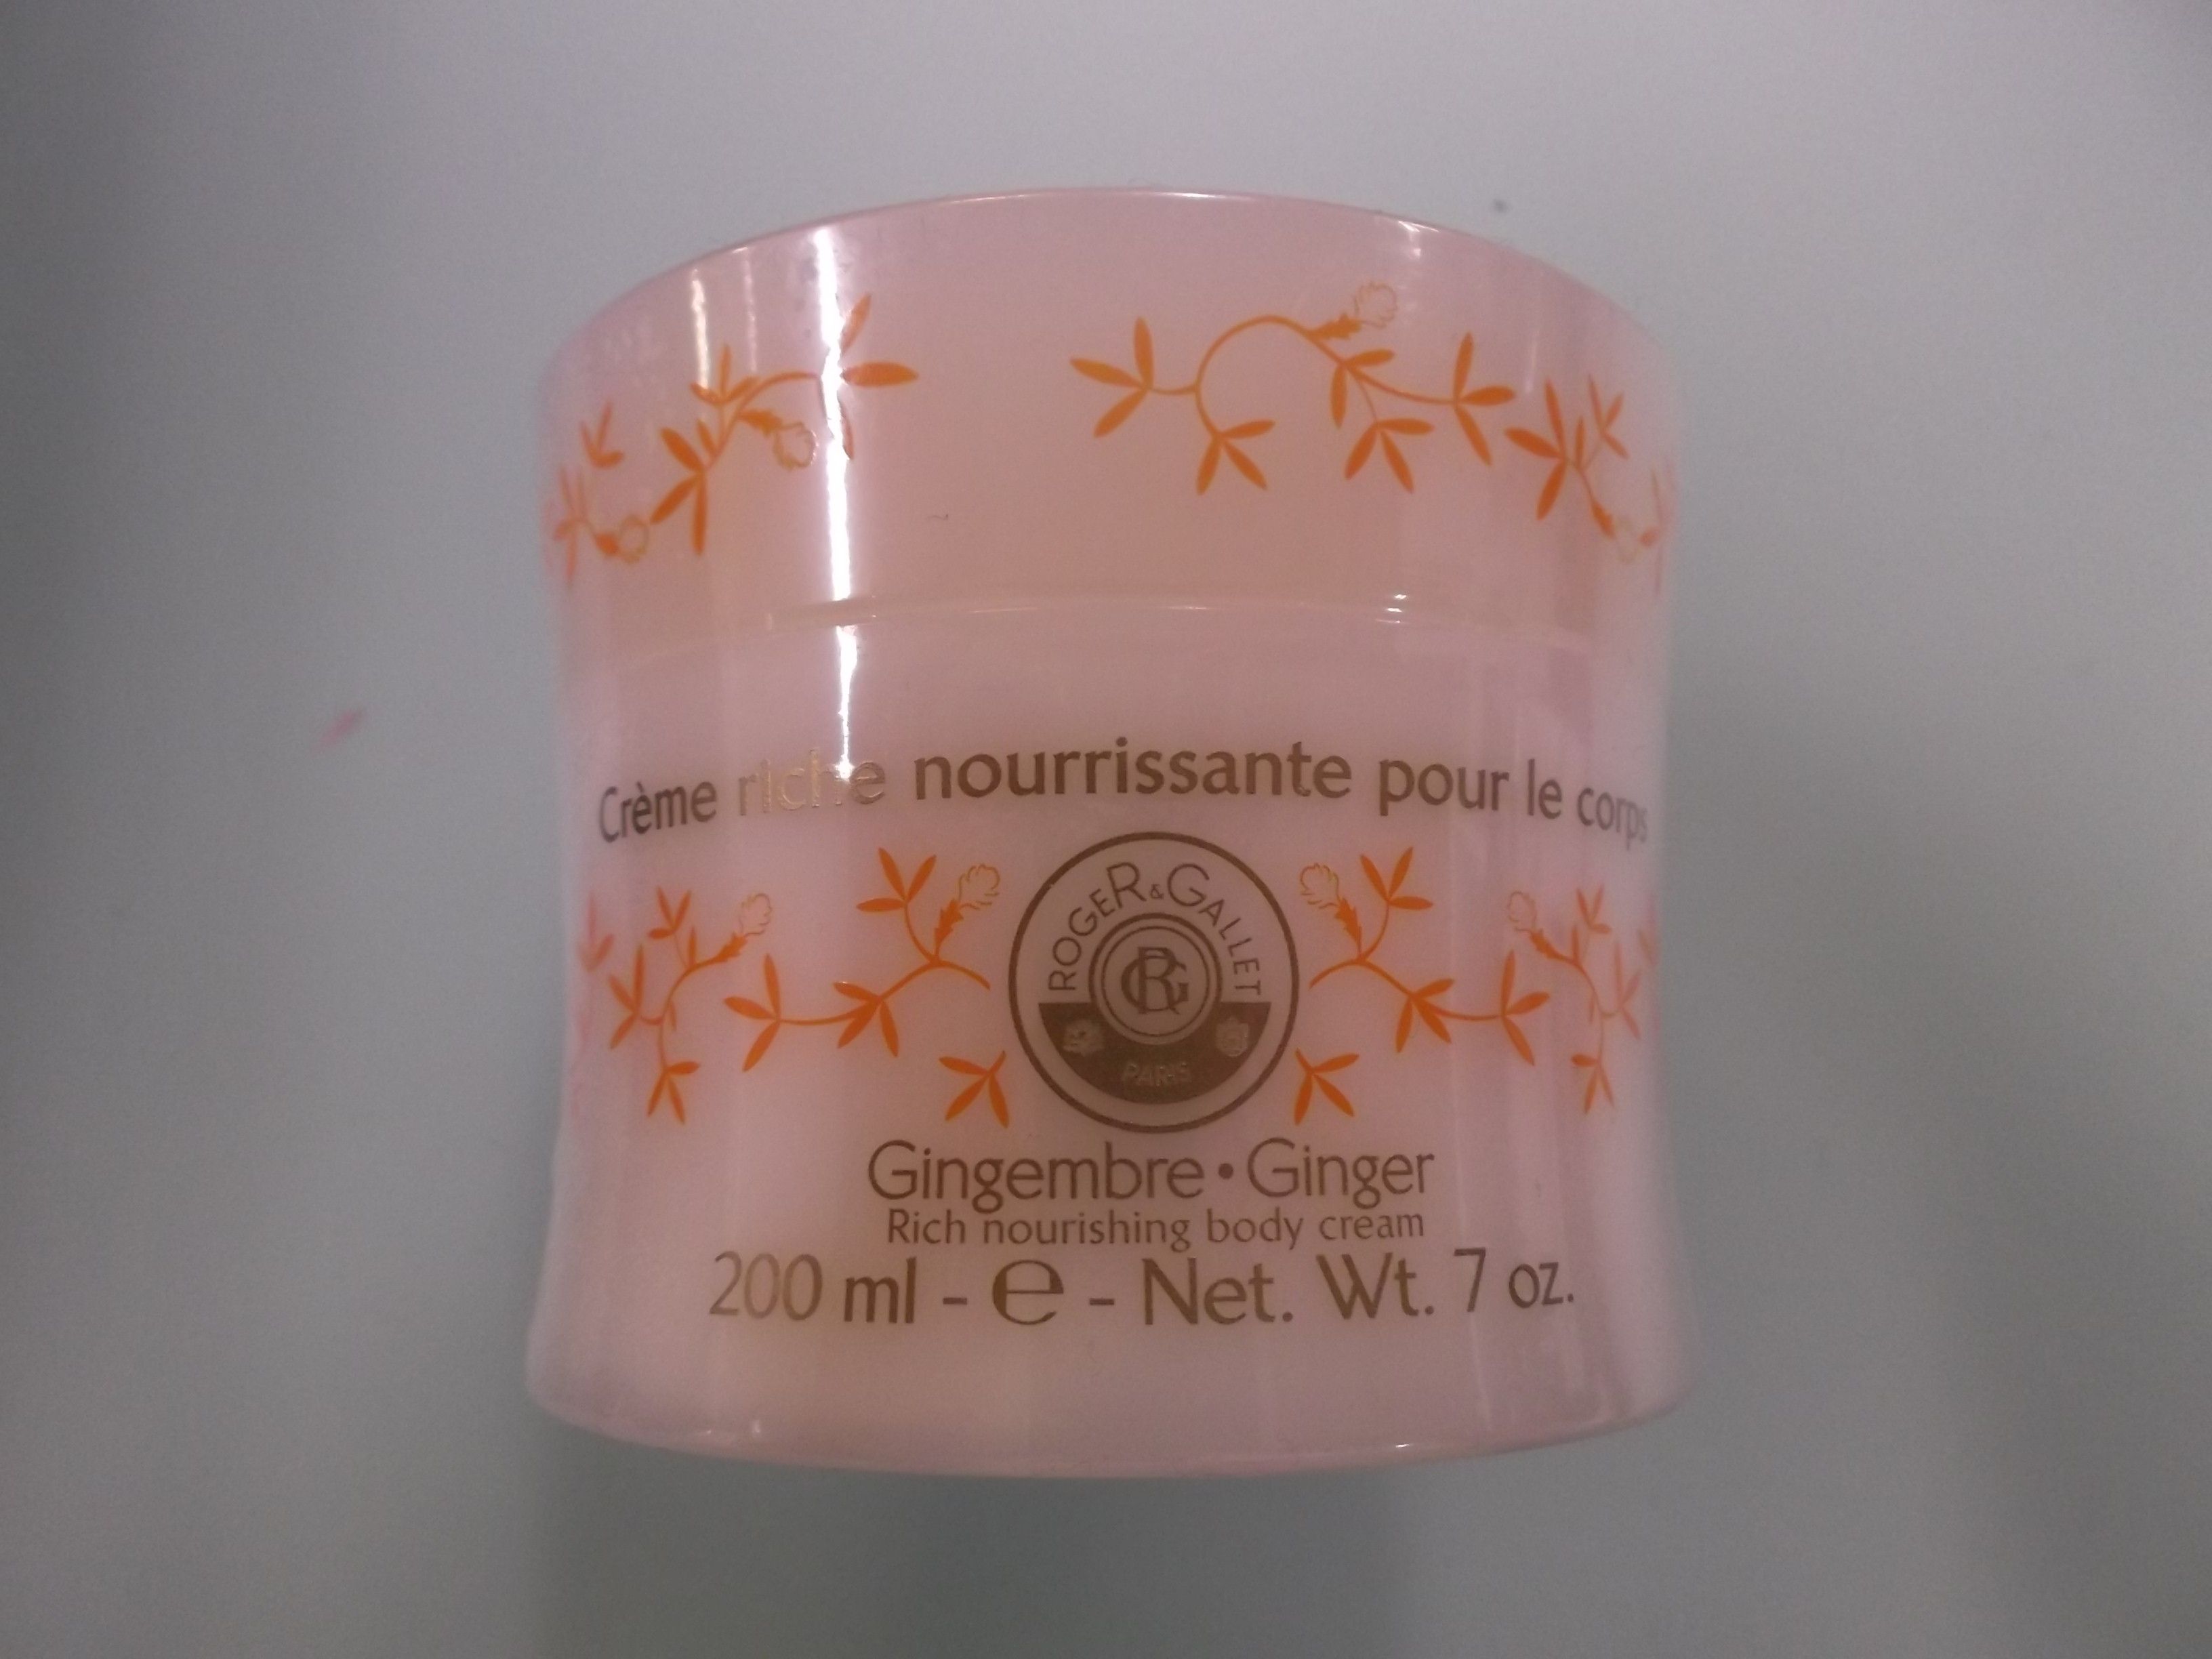 Crème riche nourrissante pour le corps
ROGER & GALLET
RG
PARIS
Gingembre • Ginger
Rich nourishing body cream
200 ml - e - Net. Wt. 7 oz.